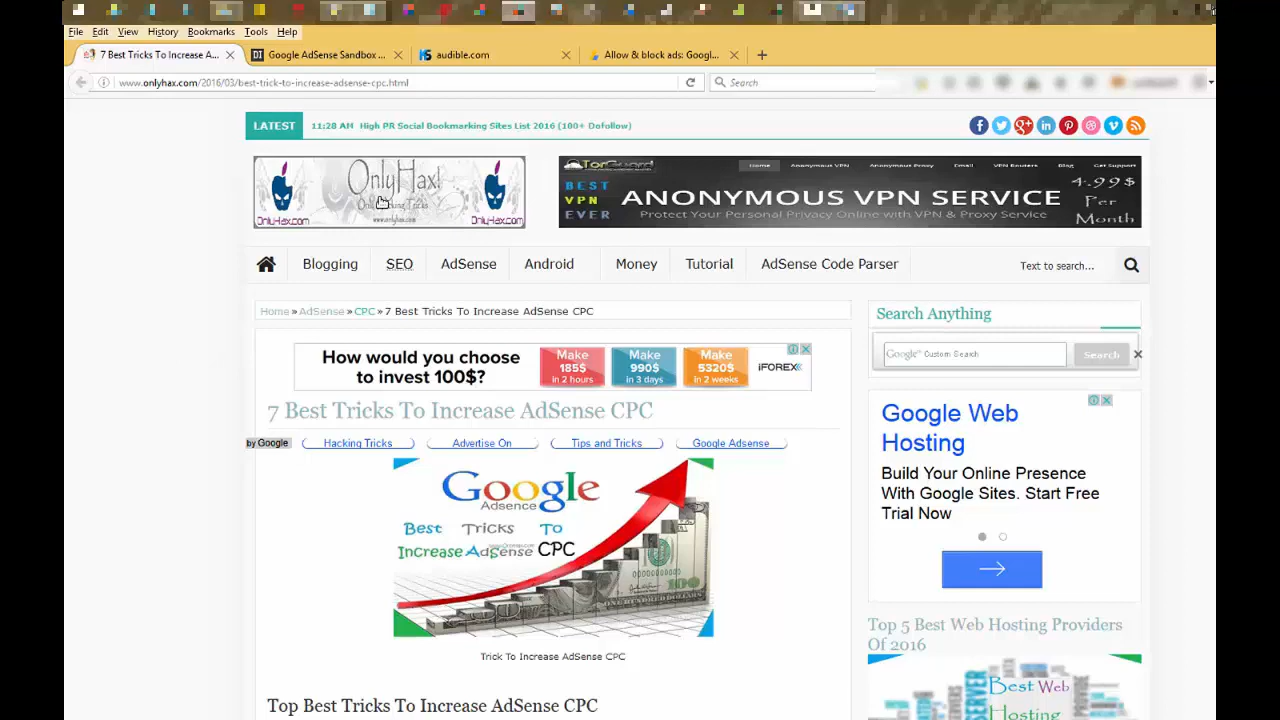 File Edit View History Bookmarks Tools Help
7 Best Tricks To Increase A... Google AdSense Sandbox ... audible.com Allow & block ads: Googl...
www.onlyhax.com/2016/03/best-trick-to-increase-adsense-cpc.html Search
LATEST 11:28 AM High PR Social Bookmarking Sites List 2016 (100+ Dofollow)
OnlyHax!
www.onlyhax.com
OnlyHax.com OnlyHax.com
TorGuard Home Anonymous VPN Anonymous Proxy Email VPN Routers Blog Get Support
BEST VPN EVER
ANONYMOUS VPN SERVICE
Protect Your Personal Privacy Online with VPN & Proxy Service
4.99$ Per Month
Blogging SEO AdSense Android Money Tutorial AdSense Code Parser Text to search...
Home » AdSense » CPC » 7 Best Tricks To Increase AdSense CPC
Search Anything
Google Custom Search Search
How would you choose
to invest 100$?
Make 185$ in 2 hours
Make 990$ in 3 days
Make 5320$ in 2 weeks
iFOREX
7 Best Tricks To Increase AdSense CPC
by Google Hacking Tricks Advertise On Tips and Tricks Google Adsense
Google
Adsence
Best Tricks To
Increase AdSense CPC
100
ONE HUNDRED DOLLARS
Trick To Increase AdSense CPC
Top Best Tricks To Increase AdSense CPC
Google Web
Hosting
Build Your Online Presence
With Google Sites. Start Free
Trial Now
Top 5 Best Web Hosting Providers
Of 2016
SERVER
Best Web
Hosting